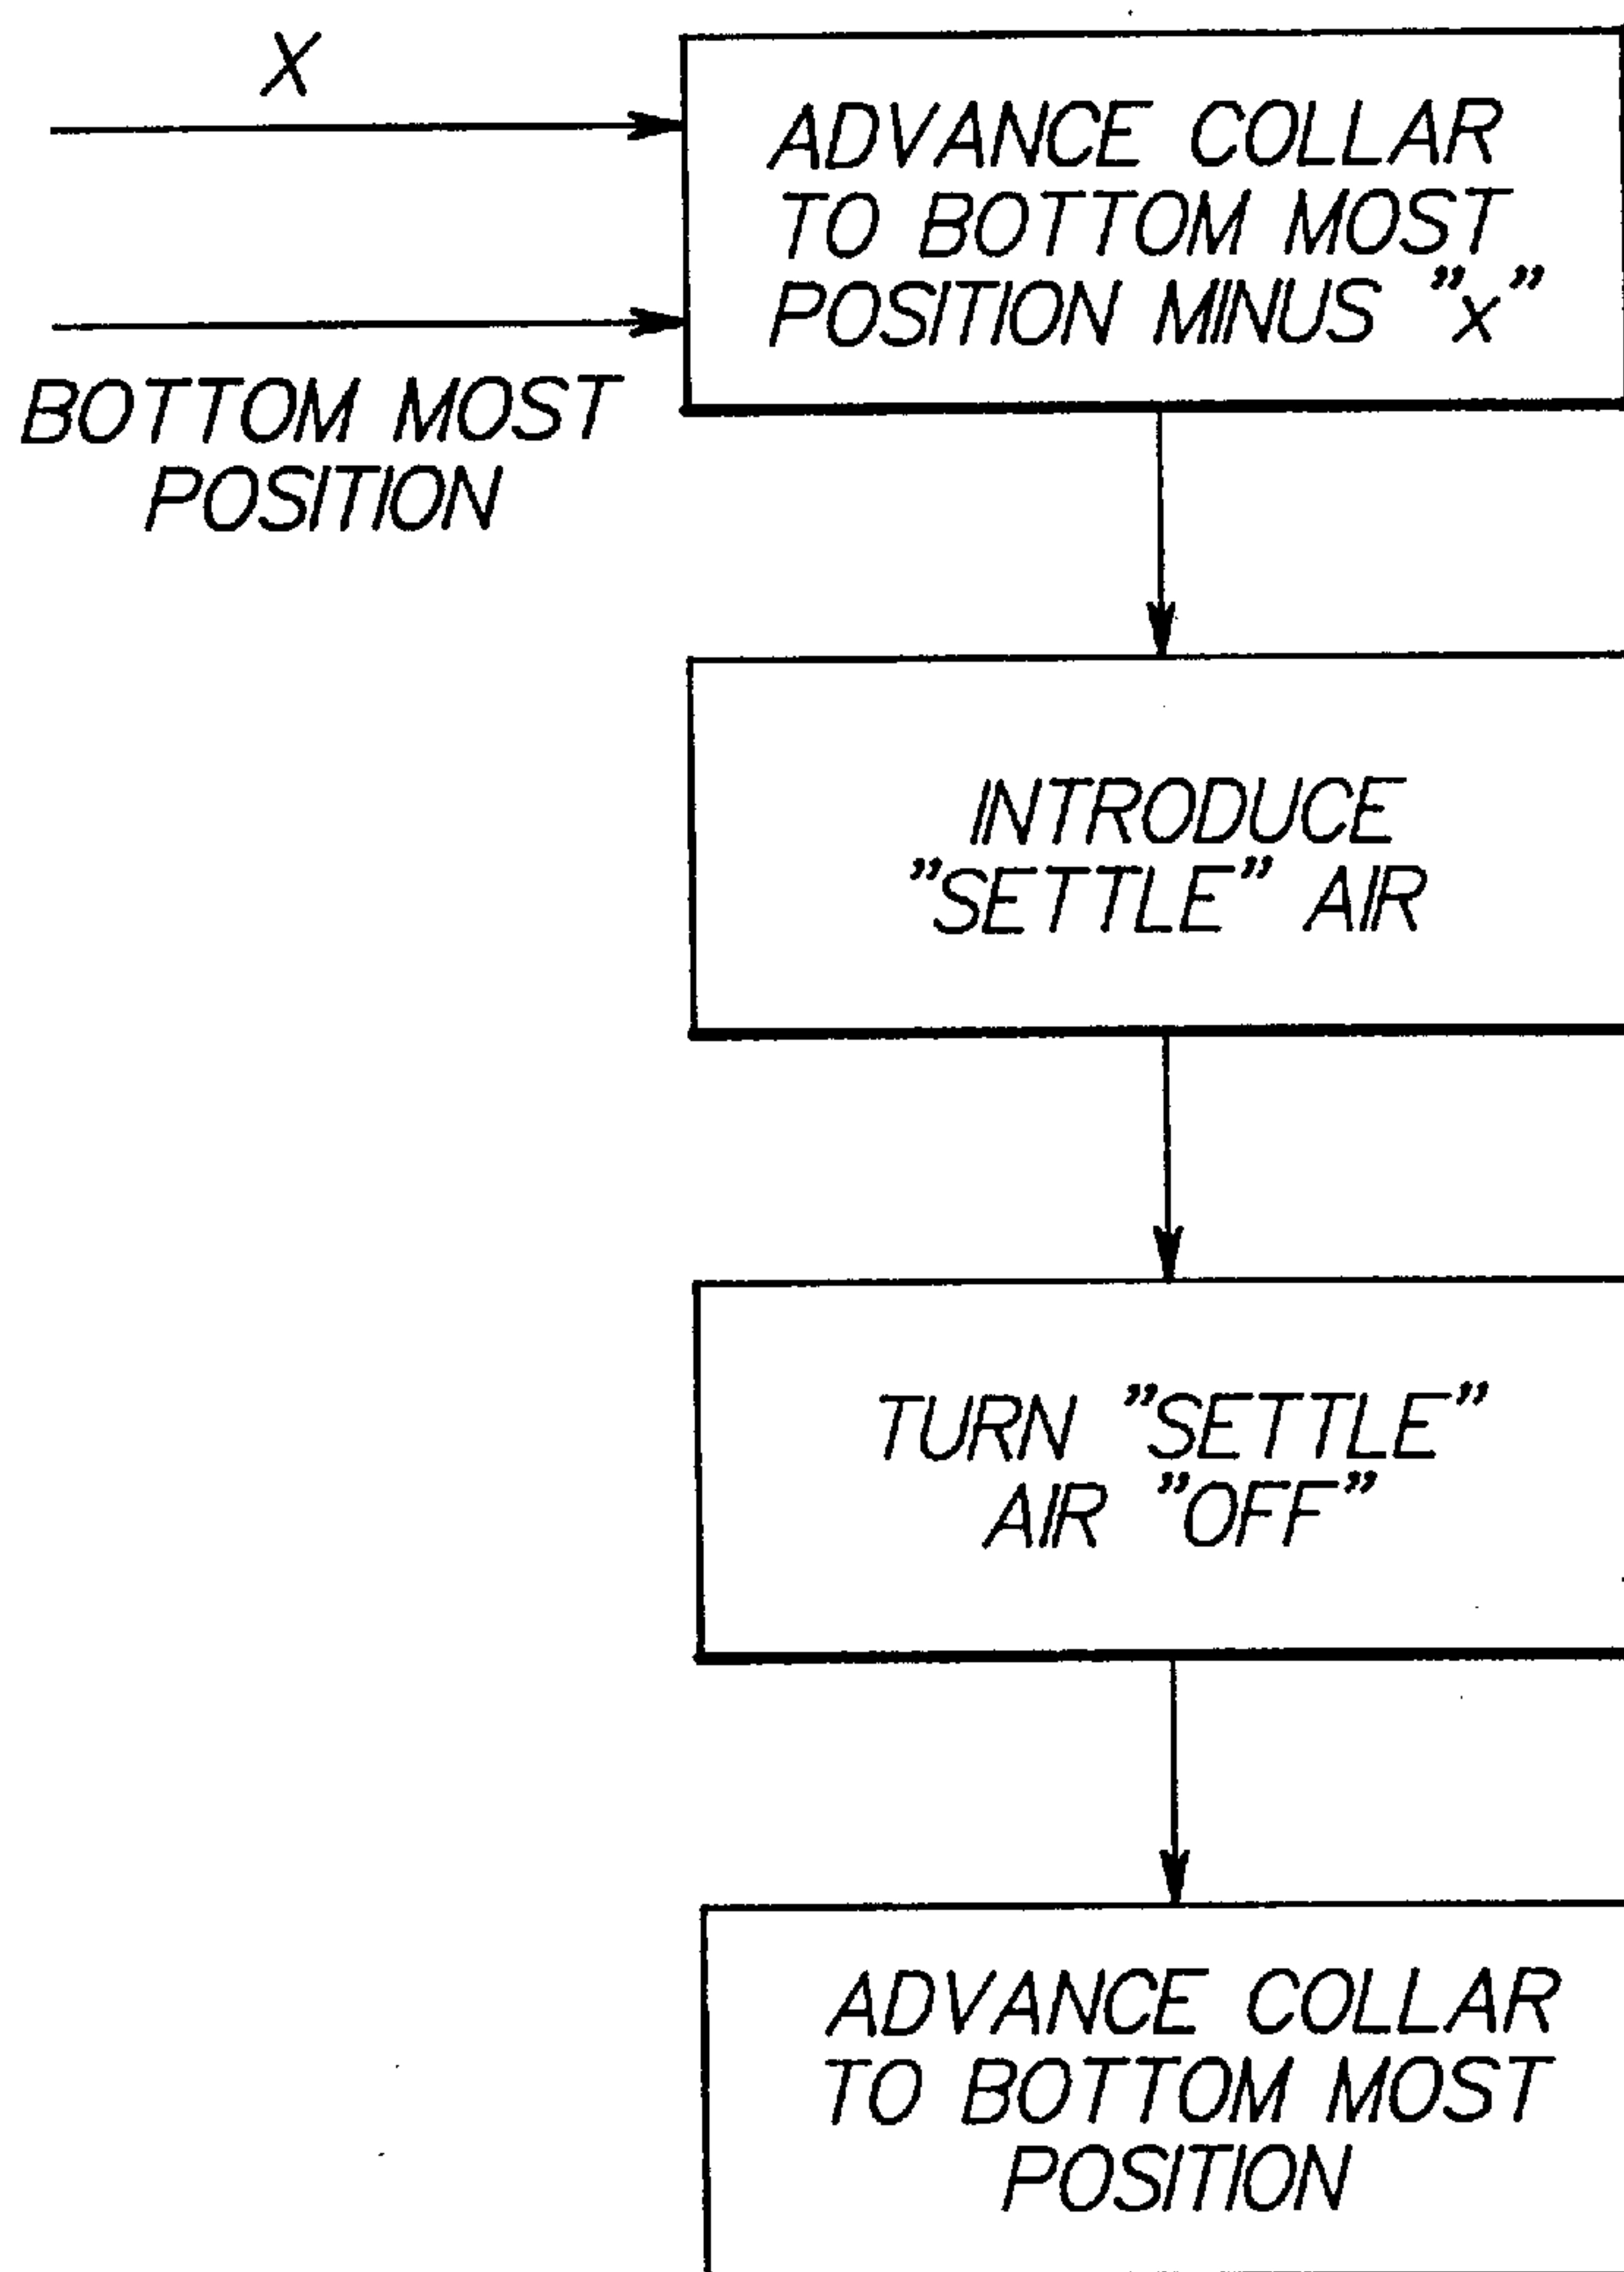 X
ADVANCE COLLAR
TO BOTTOM MOST
POSITION MINUS "x"
BOTTOM MOST
POSITION
INTRODUCE
"SETTLE" AIR
TURN "SETTLE"
AIR "OFF"
ADVANCE COLLAR
TO BOTTOM MOST
POSITION